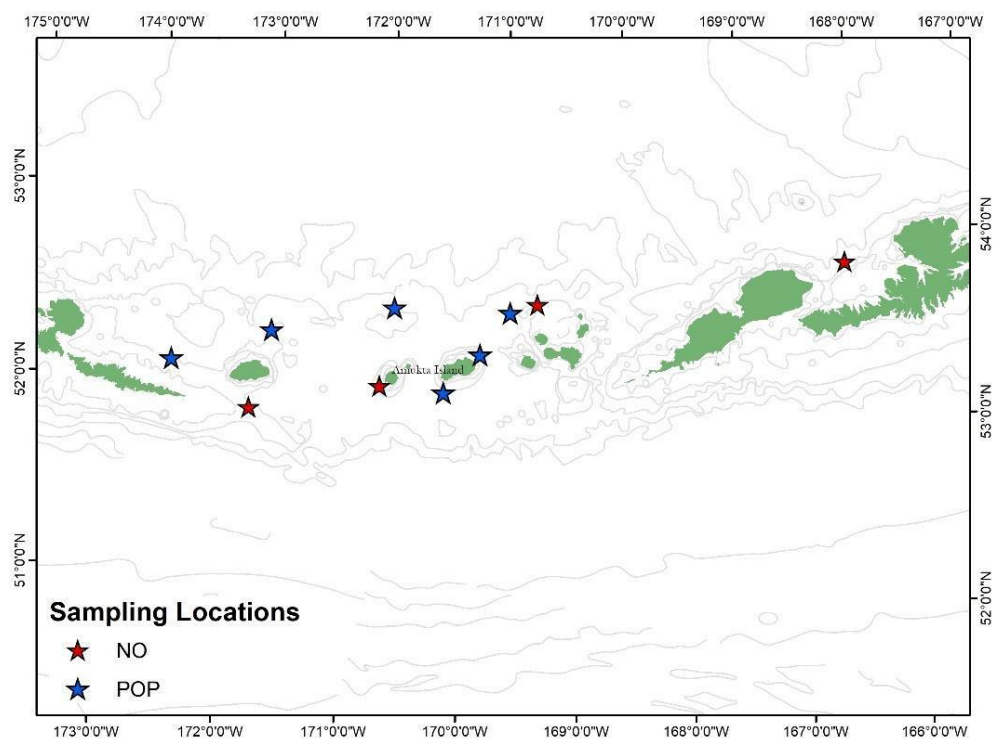 175°0'0"W 174°0'0"W 173°0'0"W 172°0'0"W 171°0'0"W 170°0'0"W 169°0'0"W 168°0'0"W 167°0'0"W
53°0'0"N
54°0'0"N
52°0'0"N
Amukta Island
53°0'0"N
51°0'0"N
52°0'0"N
Sampling Locations
NO
POP
173°0'0"W 172°0'0"W 171°0'0"W 170°0'0"W 169°0'0"W 168°0'0"W 167°0'0"W 166°0'0"W